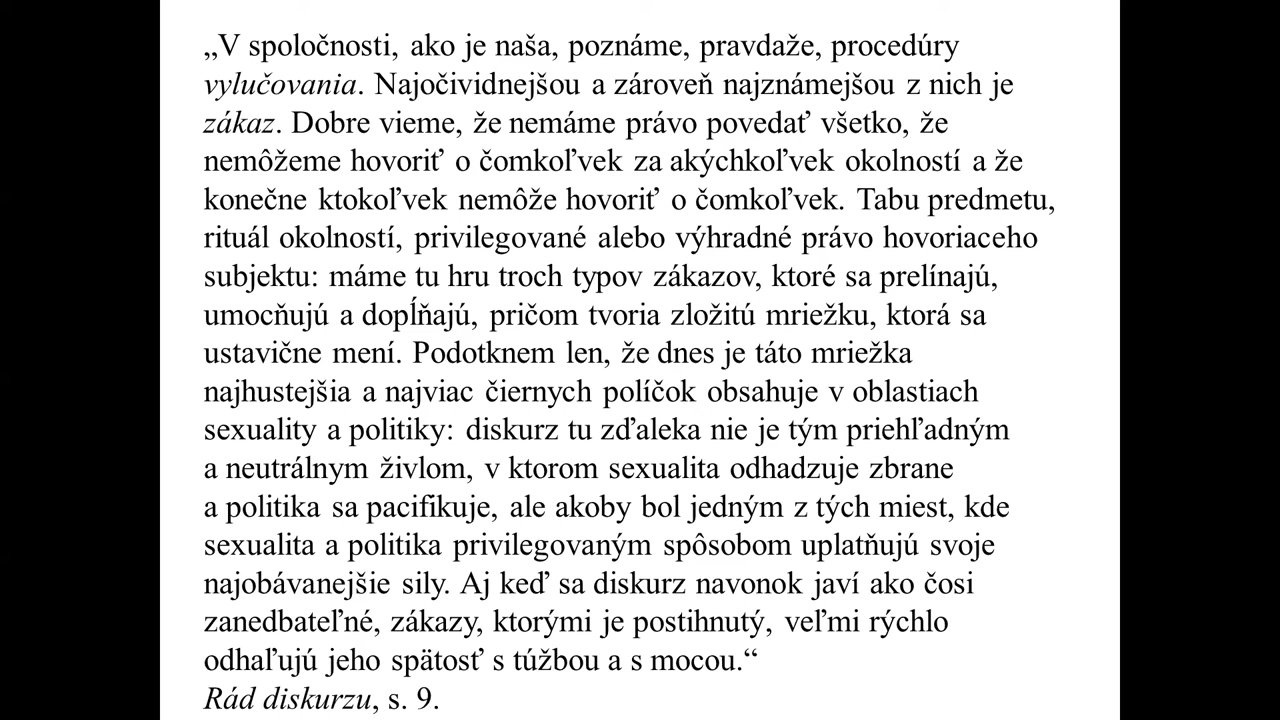 „V spoločnosti, ako je naša, poznáme, pravdaže, procedúry
vylučovania. Najočividnejšou a zároveň najznámejšou z nich je
zákaz. Dobre vieme, že nemáme právo povedať všetko, že
nemôžeme hovoriť o čomkoľvek za akýchkoľvek okolností a že
konečne ktokoľvek nemôže hovoriť o čomkoľvek. Tabu predmetu,
rituál okolností, privilegované alebo výhradné právo hovoriaceho
subjektu: máme tu hru troch typov zákazov, ktoré sa prelínajú,
umocňujú a dopĺňajú, pričom tvoria zložitú mriežku, ktorá sa
ustavične mení. Podotknem len, že dnes je táto mriežka
najhustejšia a najviac čiernych políčok obsahuje v oblastiach
sexuality a politiky: diskurz tu zďaleka nie je tým priehľadným
a neutrálnym živlom, v ktorom sexualita odhadzuje zbrane
a politika sa pacifikuje, ale akoby bol jedným z tých miest, kde
sexualita a politika privilegovaným spôsobom uplatňujú svoje
najobávanejšie sily. Aj keď sa diskurz navonok javí ako čosi
zanedbateľné, zákazy, ktorými je postihnutý, veľmi rýchlo
odhaľujú jeho spätosť s túžbou a s mocou.“
Rád diskurzu, s. 9.